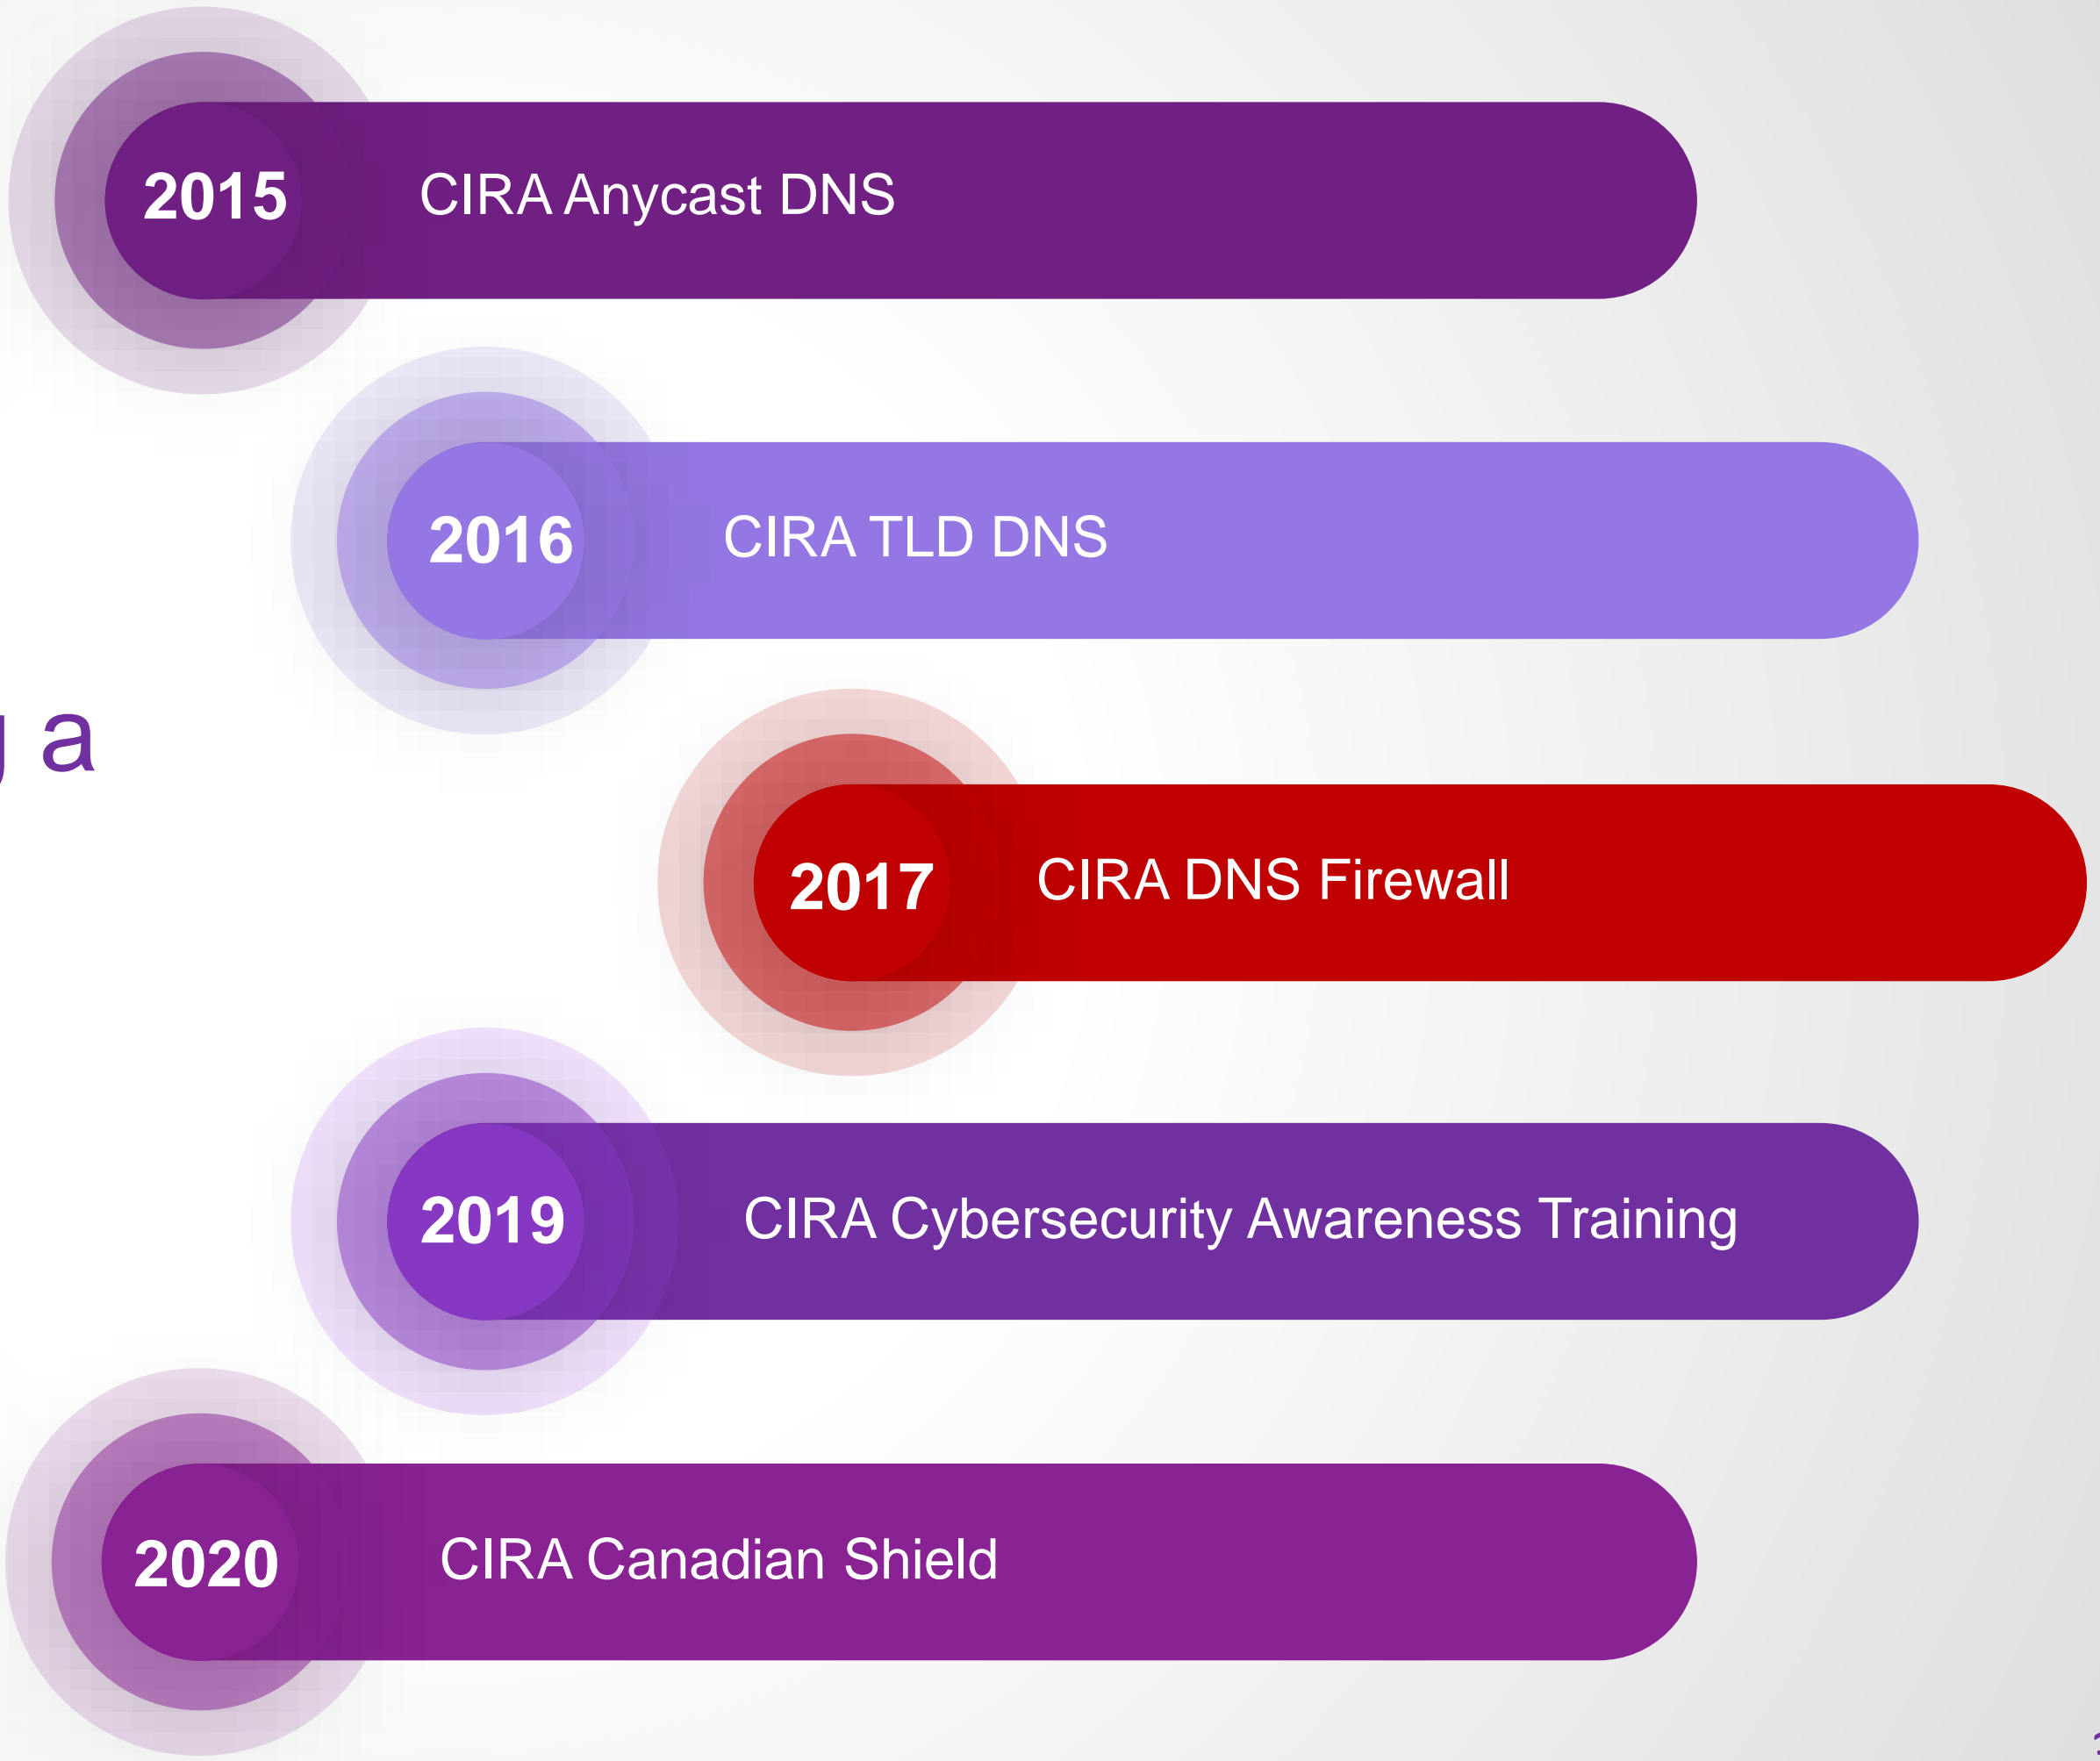 2015 CIRA Anycast DNS
2016 CIRA TLD DNS
a
2017 CIRA DNS Firewall
2019 CIRA Cybersecurity Awareness Training
2020 CIRA Canadian Shield